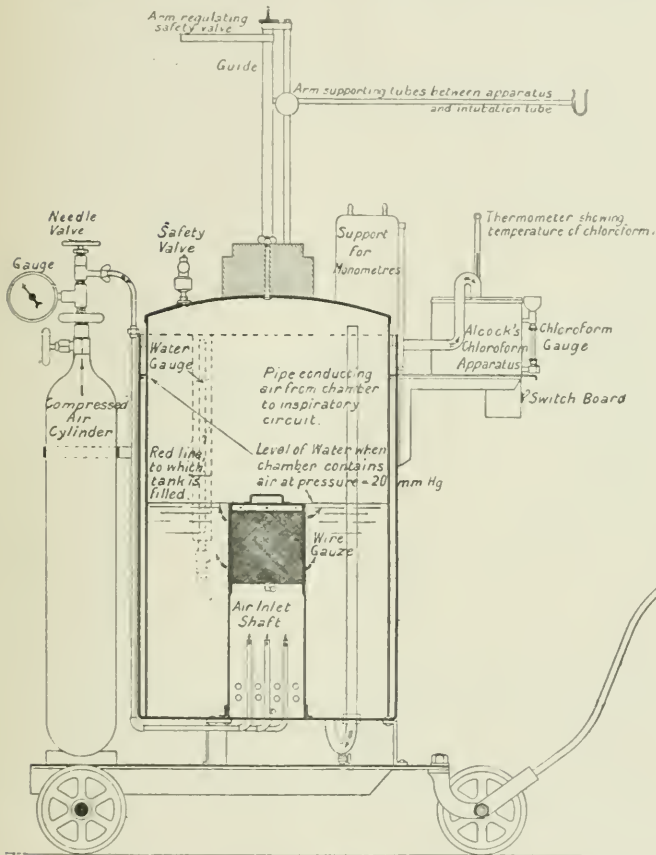 Arm regulating
safety valve
Guide
Arm supporting tubes between apparatus
and intubation tube
Needle
Valve
Safety
Valve
Gauge
Support
for
Monometres
Thermometer showing
temperature of chloroform.
Water
Gauge
Alcock's
Chloroform
Apparatus
Chloroform
Gauge
Pipe conducting
air from chamber
to inspiratory
circuit.
Switch Board
Compressed
Air
Cylinder
Red line
to which
tank is
filled.
Level of Water when
chamber contains
air at pressure = 20 mm Hg
Wire
Gauze
Air Inlet
Shaft